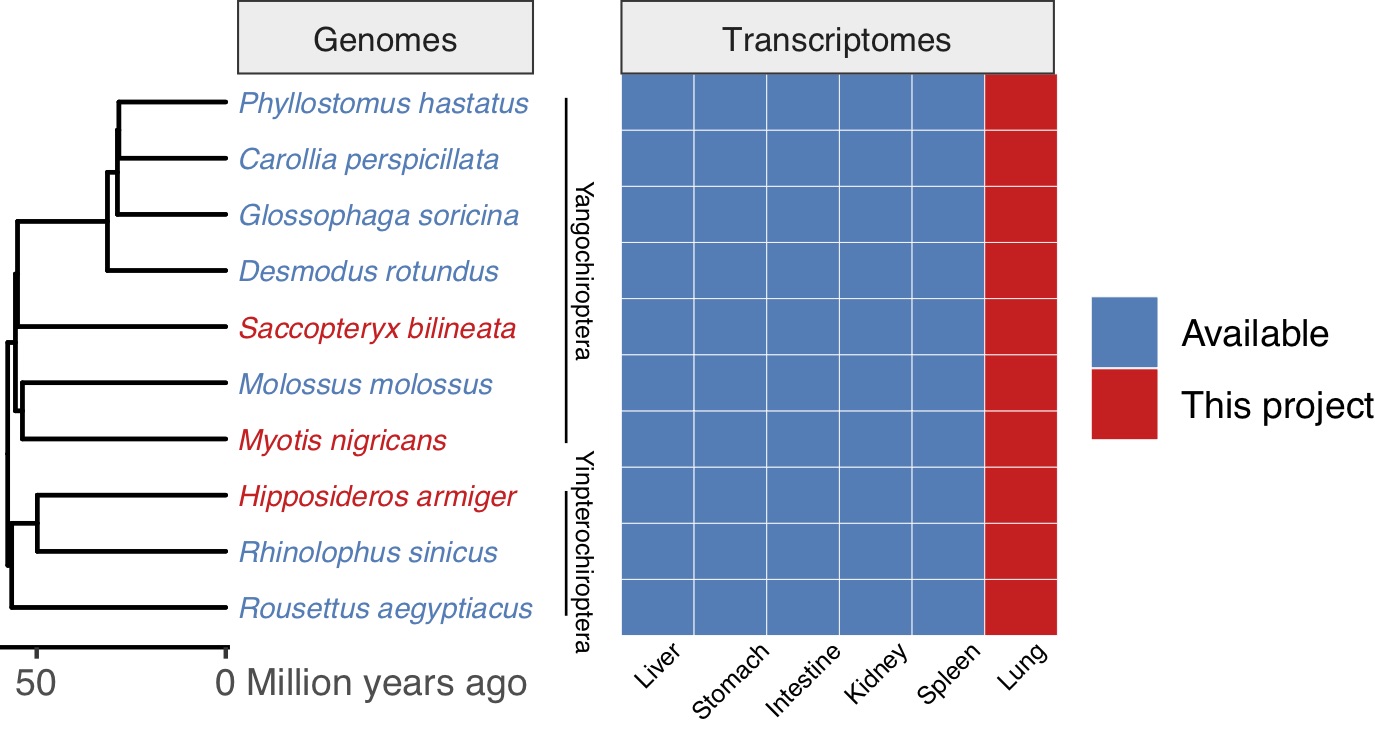 Genomes
Transcriptomes
Phyllostomus hastatus
Carollia perspicillata
Glossophaga soricina
Desmodus rotundus
Saccopteryx bilineata
Molossus molossus
Myotis nigricans
Hipposideros armiger
Rhinolophus sinicus
Rousettus aegyptiacus
Yangochiroptera
Yinpterochiroptera
Available
This project
Liver
Stomach
Intestine
Kidney
Spleen
Lung
50
0 Million years ago